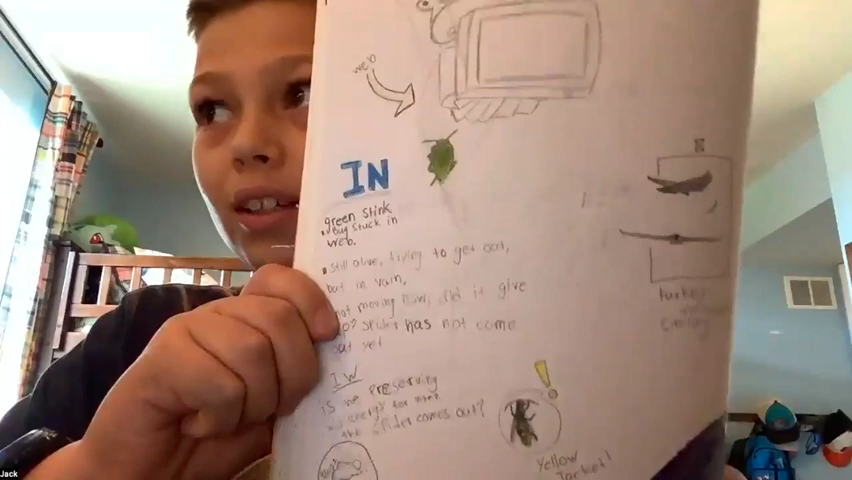 web
IN
green stink
bug stuck in
web.
still alive, trying to get out,
but in vain,
not moving now, did it give
? Spider has not come
out yet
IW
IS he preserving
his energy for when
the spider comes out?
Yellow
Jacket!
turkey
Jack